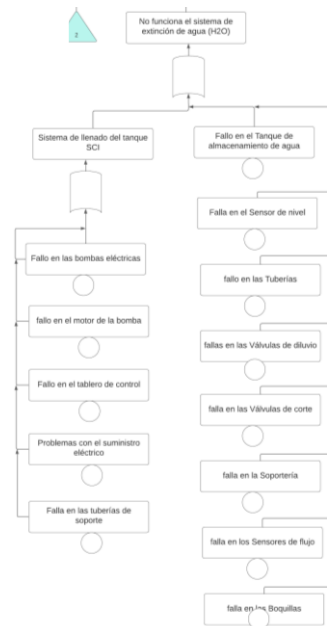 2
No funciona el sistema de
extinción de agua (H2O)
Sistema de llenado del tanque
SCI
Fallo en el Tanque de
almacenamiento de agua
Falla en el Sensor de nivel
Fallo en las bombas eléctricas
fallo en las Tuberías
fallo en el motor de la bomba
fallas en las Válvulas de diluvio
Fallo en el tablero de control
falla en las Válvulas de corte
Problemas con el suministro
eléctrico
falla en la Soportería
Falla en las tuberías de
soporte
falla en los Sensores de flujo
falla en las Boquillas